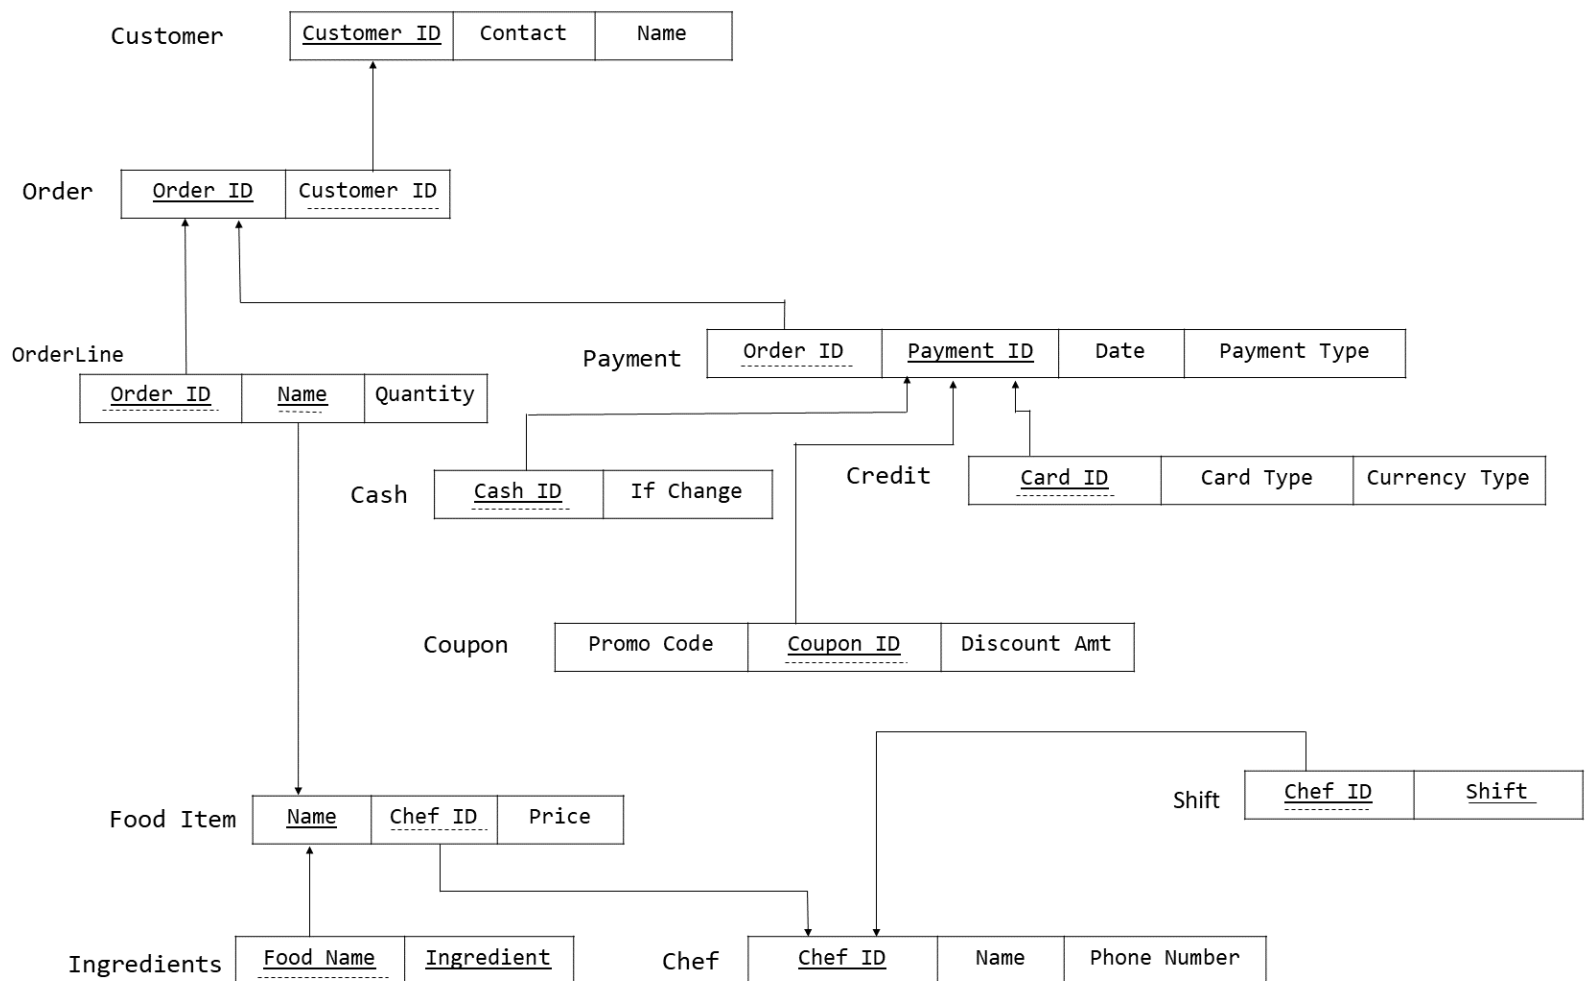 Customer
Customer ID Contact Name
Order
Order ID Customer ID
OrderLine
Order ID Name Quantity
Payment
Order ID Payment ID Date Payment Type
Cash
Cash ID If Change
Credit
Card ID Card Type Currency Type
Coupon
Promo Code Coupon ID Discount Amt
Shift
Chef ID Shift
Food Item
Name Chef ID Price
Ingredients
Food Name Ingredient
Chef
Chef ID Name Phone Number